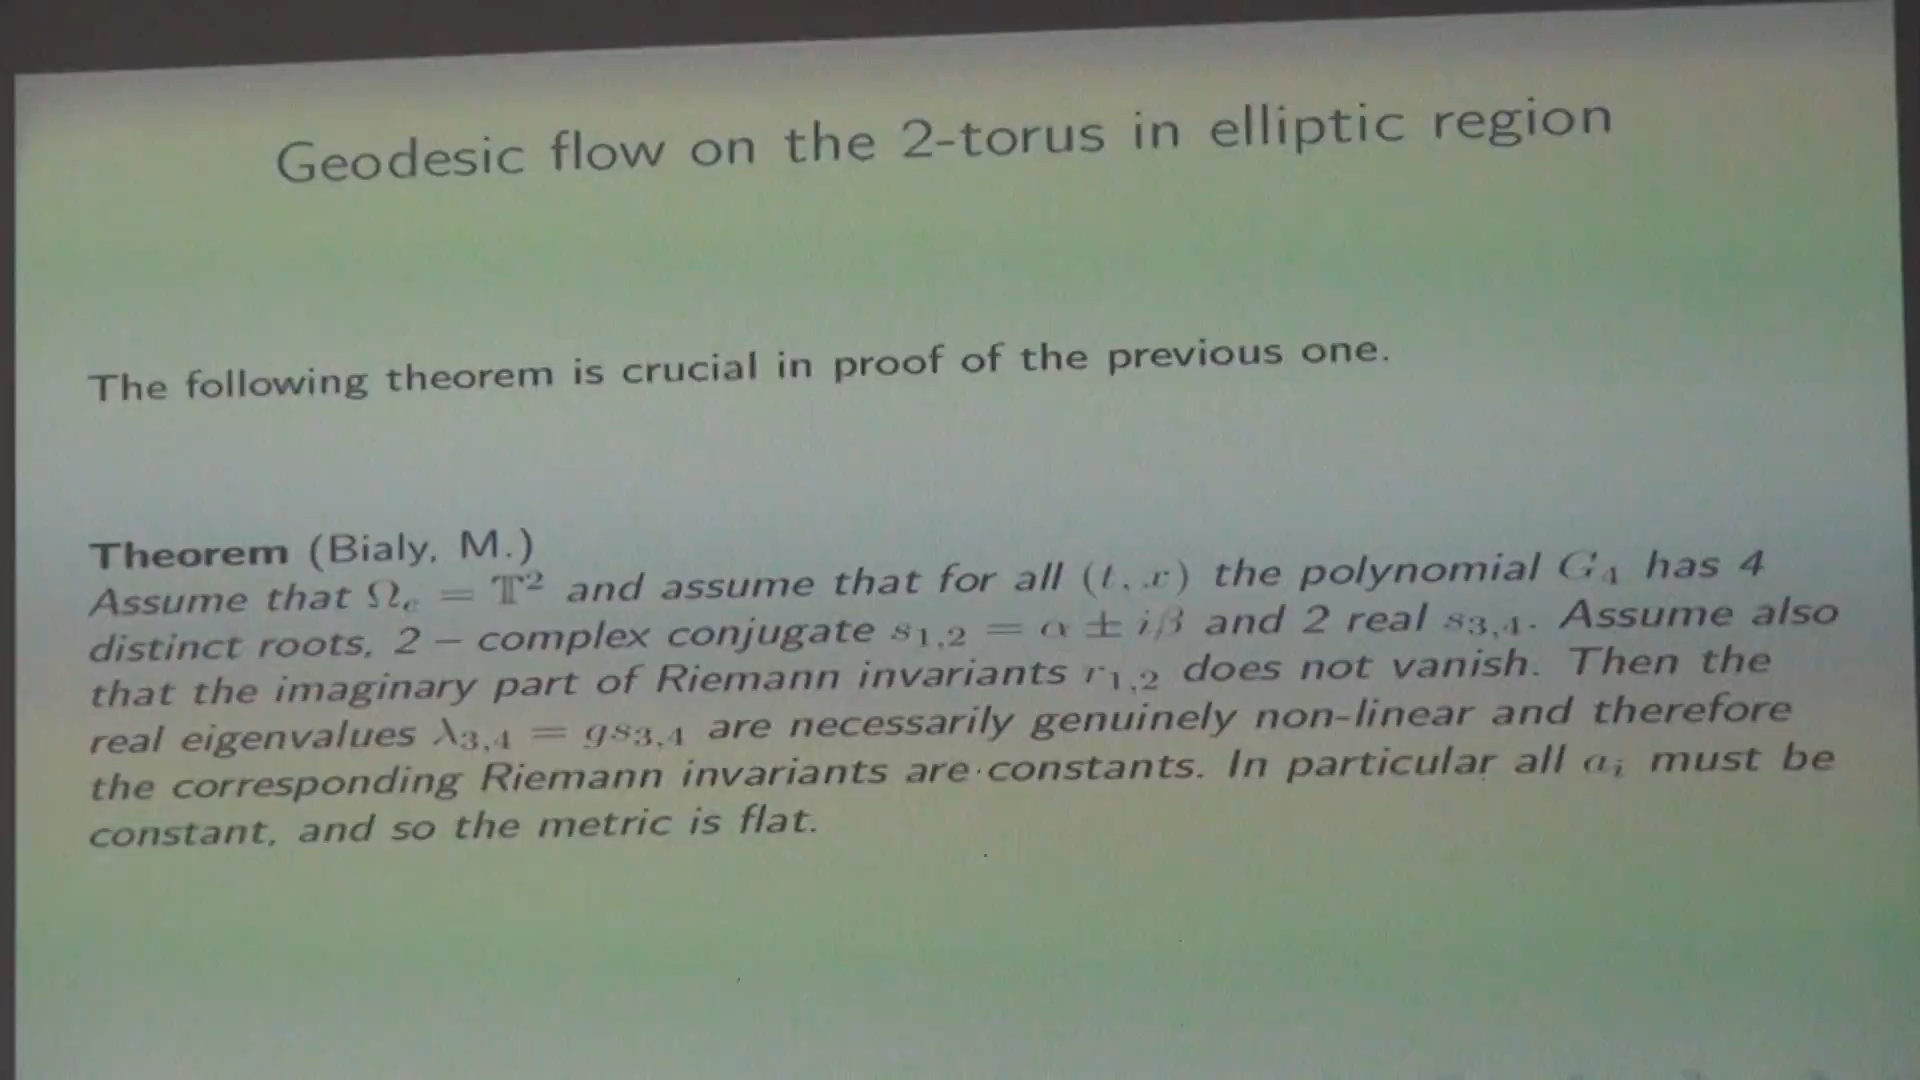 Geodesic flow on the 2-torus in elliptic region
The following theorem is crucial in proof of the previous one.
Theorem (Bialy, M.)
Assume that Ωₑ = 𝕋² and assume that for all (t, x) the polynomial G₄ has 4
distinct roots, 2 – complex conjugate s₁,₂ = α ± iβ and 2 real s₃,₄. Assume also
that the imaginary part of Riemann invariants r₁,₂ does not vanish. Then the
real eigenvalues λ₃,₄ = gs₃,₄ are necessarily genuinely non-linear and therefore
the corresponding Riemann invariants are constants. In particular all aᵢ must be
constant, and so the metric is flat.